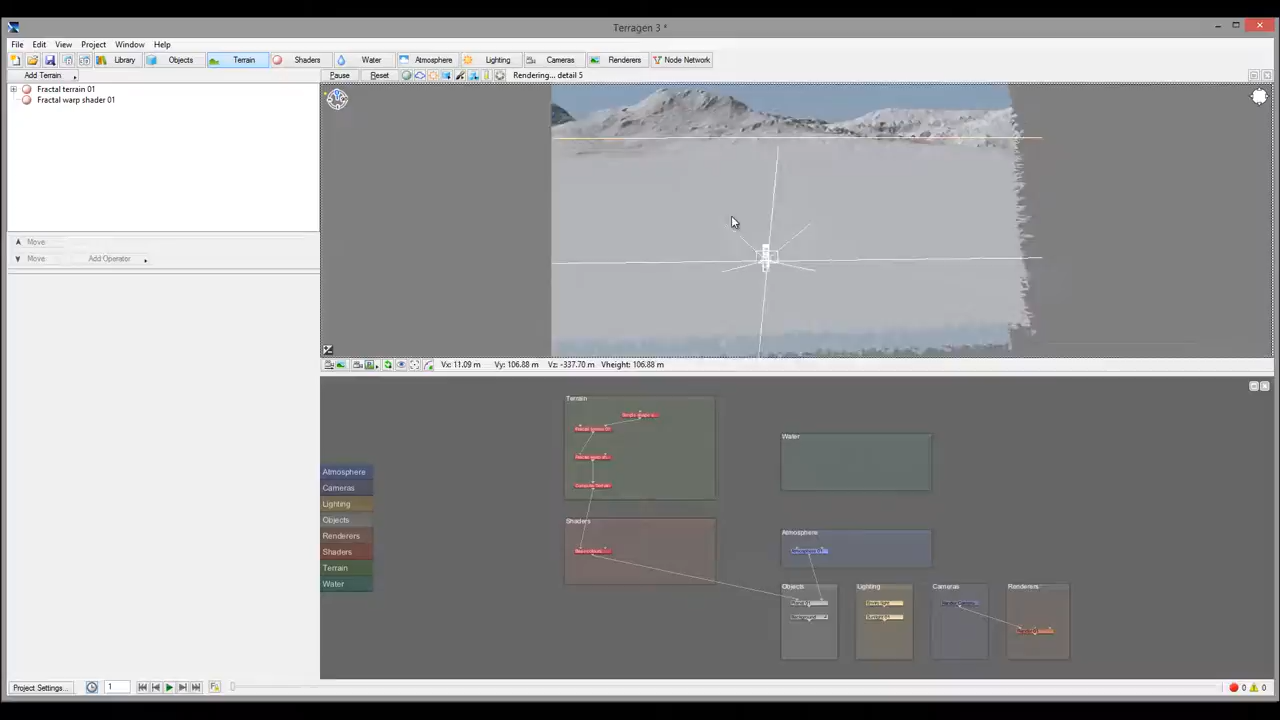 Terragen 3 *
File Edit View Project Window Help
Library Objects Terrain Shaders Water Atmosphere Lighting Cameras Renderers Node Network
Add Terrain
Pause Reset Rendering... detail 5
Fractal terrain 01
Fractal warp shader 01
Move
Move Add Operator
Vx: 11.09 m Vy: 106.88 m Vz: -337.70 m Vheight: 106.88 m
Terrain
Water
Atmosphere
Cameras
Lighting
Objects
Renderers
Shaders
Terrain
Water
Shaders
Atmosphere
Objects Lighting Cameras Renderers
Project Settings... 1
0 0